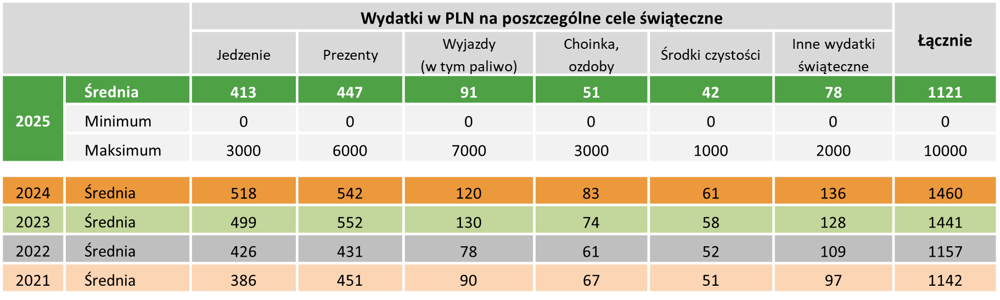 Wydatki w PLN na poszczególne cele świąteczne Łącznie
Jedzenie Prezenty Wyjazdy (w tym paliwo) Choinka, ozdoby Środki czystości Inne wydatki świąteczne
2025 Średnia 413 447 91 51 42 78 1121
Minimum 0 0 0 0 0 0 0
Maksimum 3000 6000 7000 3000 1000 2000 10000
2024 Średnia 518 542 120 83 61 136 1460
2023 Średnia 499 552 130 74 58 128 1441
2022 Średnia 426 431 78 61 52 109 1157
2021 Średnia 386 451 90 67 51 97 1142